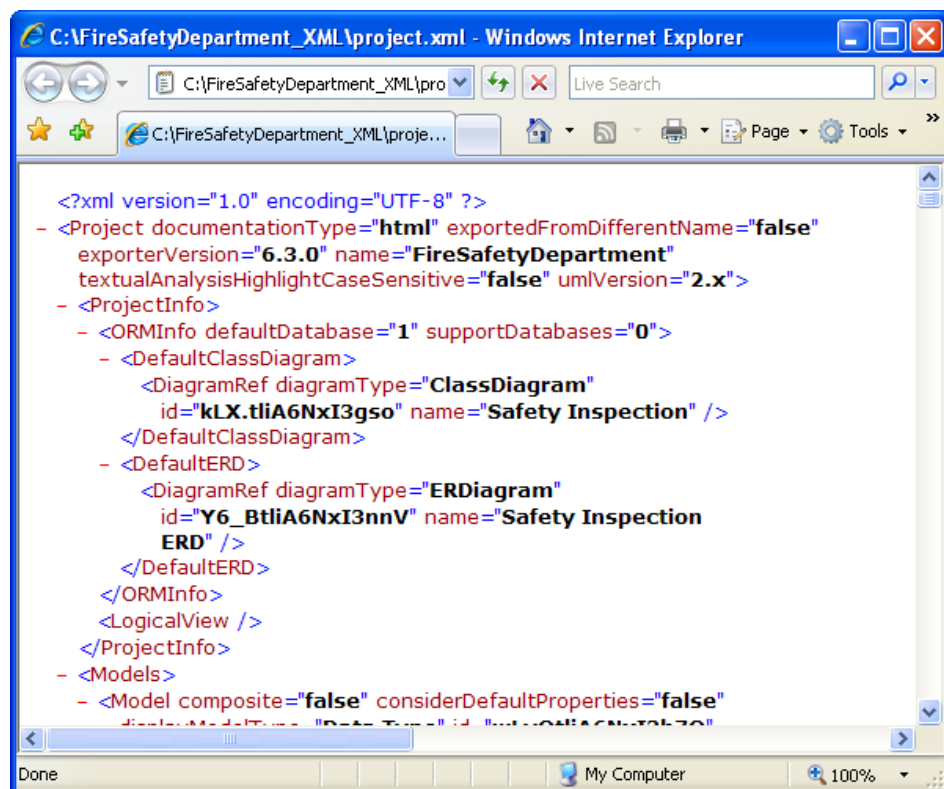 C:\FireSafetyDepartment_XML\project.xml - Windows Internet Explorer
C:\FireSafetyDepartment_XML\pro
Live Search
C:\FireSafetyDepartment_XML\proje...
Page
Tools
»
<?xml version="1.0" encoding="UTF-8" ?>
- <Project documentationType="html" exportedFromDifferentName="false"
exporterVersion="6.3.0" name="FireSafetyDepartment"
textualAnalysisHighlightCaseSensitive="false" umlVersion="2.x">
- <ProjectInfo>
- <ORMInfo defaultDatabase="1" supportDatabases="0">
- <DefaultClassDiagram>
<DiagramRef diagramType="ClassDiagram"
id="kLX.tliA6NxI3gso" name="Safety Inspection" />
</DefaultClassDiagram>
- <DefaultERD>
<DiagramRef diagramType="ERDiagram"
id="Y6_BtliA6NxI3nnV" name="Safety Inspection
ERD" />
</DefaultERD>
</ORMInfo>
<LogicalView />
</ProjectInfo>
- <Models>
- <Model composite="false" considerDefaultProperties="false"
displayModelType="Data Type"
Done
My Computer
100%